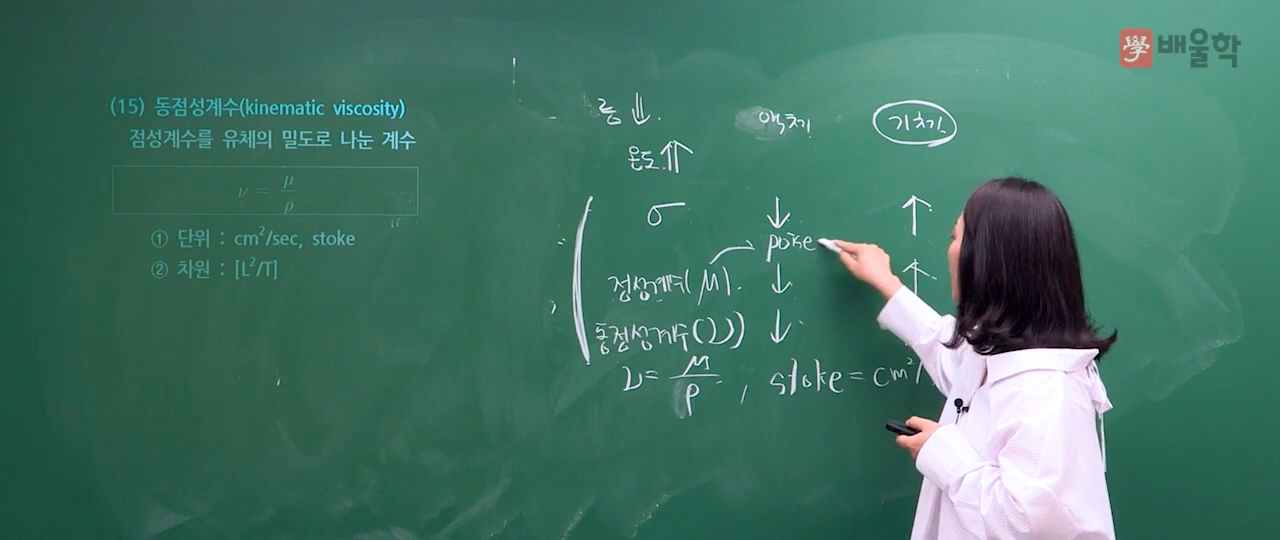 學 배울학
(15) 동점성계수(kinematic viscosity)
점성계수를 유체의 밀도로 나눈 계수
ν = μ/ρ
① 단위 : cm²/sec, stoke
② 차원 : [L²/T]
↓ 액체 기체
온도 ⇑
σ ↓ ↑
poise
점성계수(μ). ↓ ↑
동점성계수(ν) ↓
ν = μ/ρ , stoke = cm²/